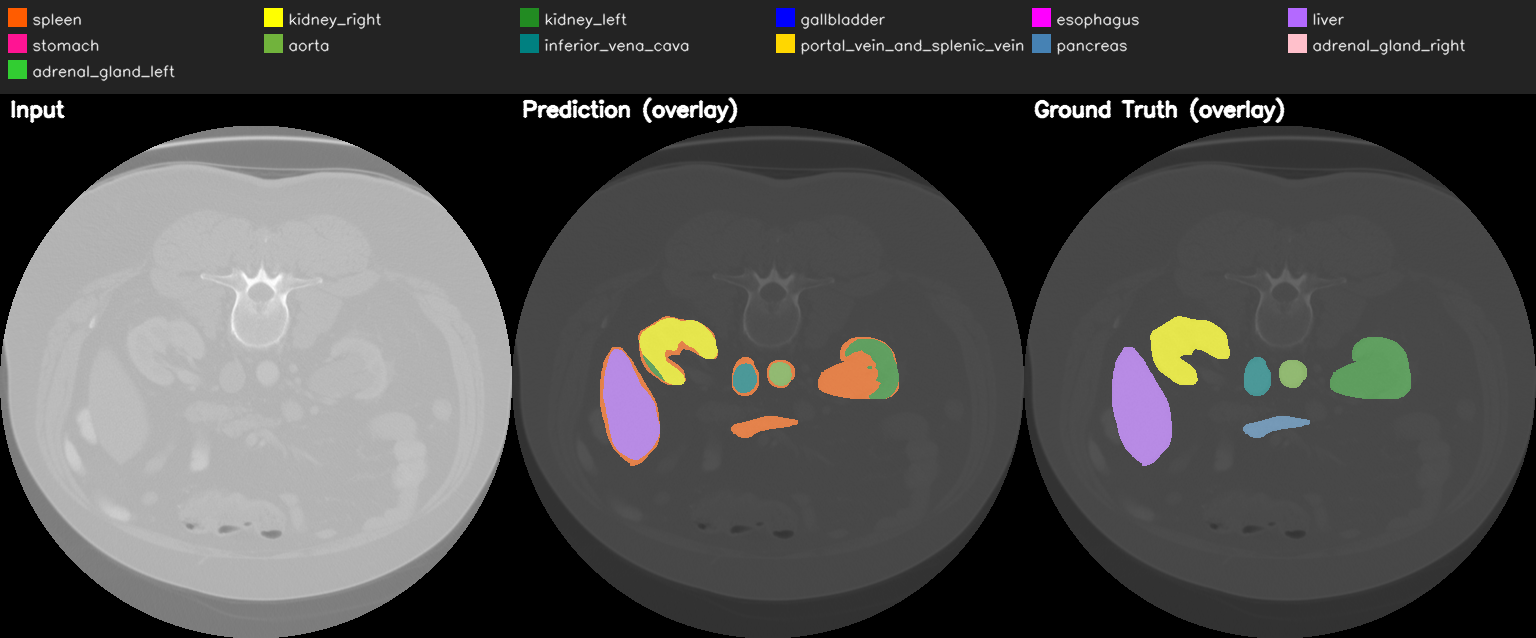 spleen kidney_right kidney_left gallbladder esophagus liver
stomach aorta inferior_vena_cava portal_vein_and_splenic_vein pancreas adrenal_gland_right
adrenal_gland_left
Input Prediction (overlay) Ground Truth (overlay)